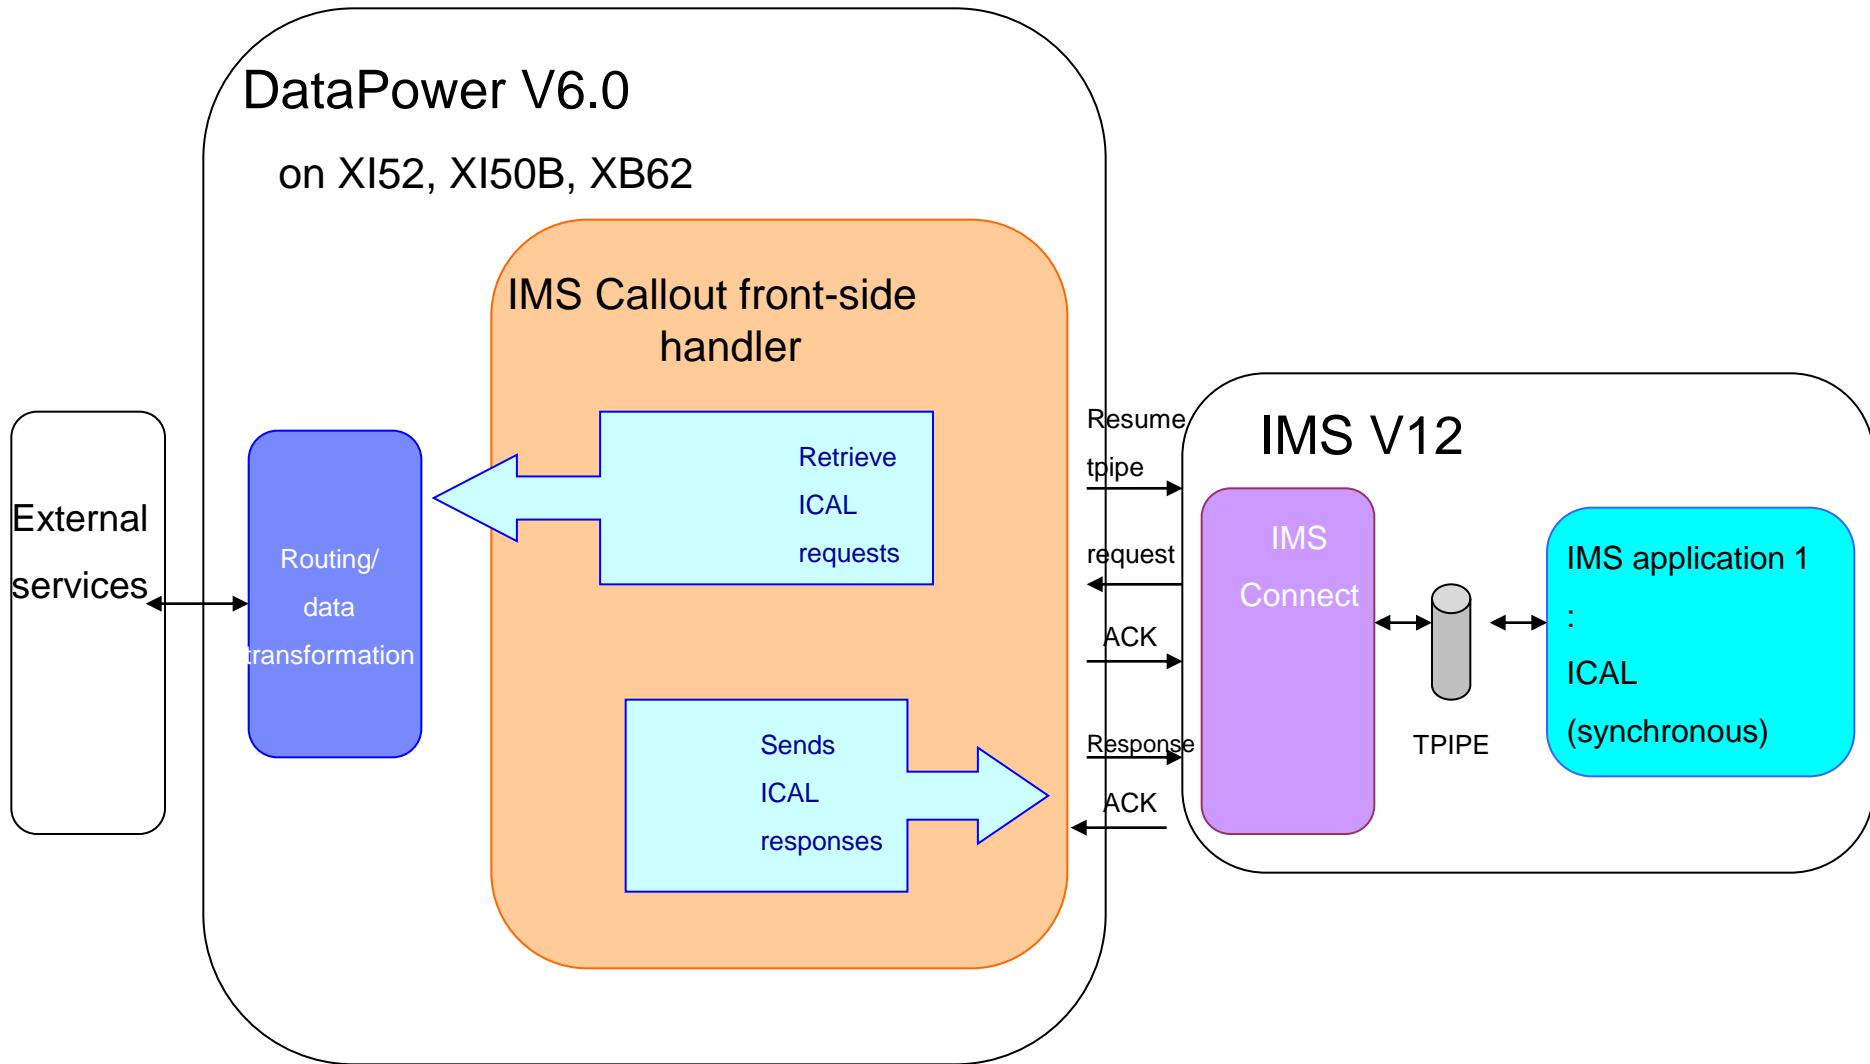 DataPower V6.0
on XI52, XI50B, XB62
IMS Callout front-side
handler
External
services
Routing/
data
transformation
Retrieve
ICAL
requests
Sends
ICAL
responses
Resume
tpipe
request
ACK
Response
ACK
IMS V12
IMS
Connect
TPIPE
IMS application 1
:
ICAL
(synchronous)